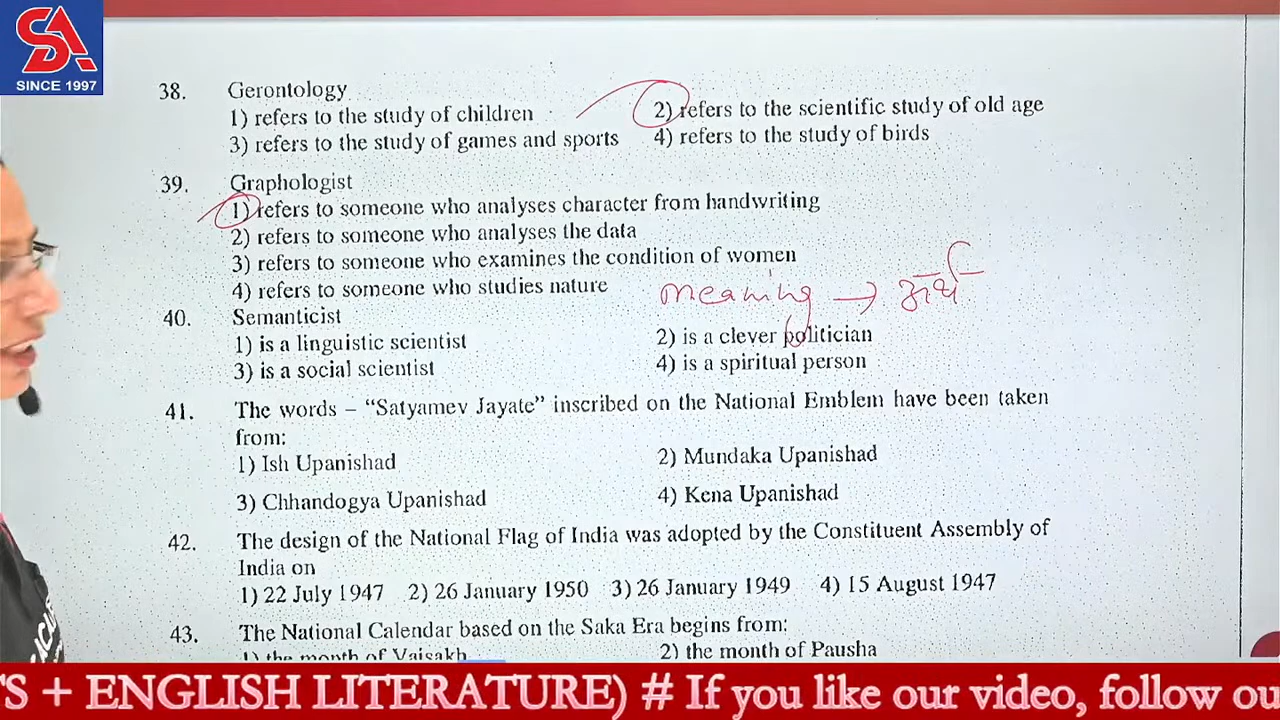 SA
SINCE 1997
38. Gerontology
1) refers to the study of children 2) refers to the scientific study of old age
3) refers to the study of games and sports 4) refers to the study of birds
39. Graphologist
1) refers to someone who analyses character from handwriting
2) refers to someone who analyses the data
3) refers to someone who examines the condition of women
4) refers to someone who studies nature
meaning → अर्थ
40. Semanticist
1) is a linguistic scientist 2) is a clever politician
3) is a social scientist 4) is a spiritual person
41. The words – “Satyamev Jayate” inscribed on the National Emblem have been taken
from:
1) Ish Upanishad 2) Mundaka Upanishad
3) Chhandogya Upanishad 4) Kena Upanishad
42. The design of the National Flag of India was adopted by the Constituent Assembly of
India on
1) 22 July 1947 2) 26 January 1950 3) 26 January 1949 4) 15 August 1947
43. The National Calendar based on the Saka Era begins from:
1) the month of Vaisakh 2) the month of Pausha
TS + ENGLISH LITERATURE) # If you like our video, follow ou